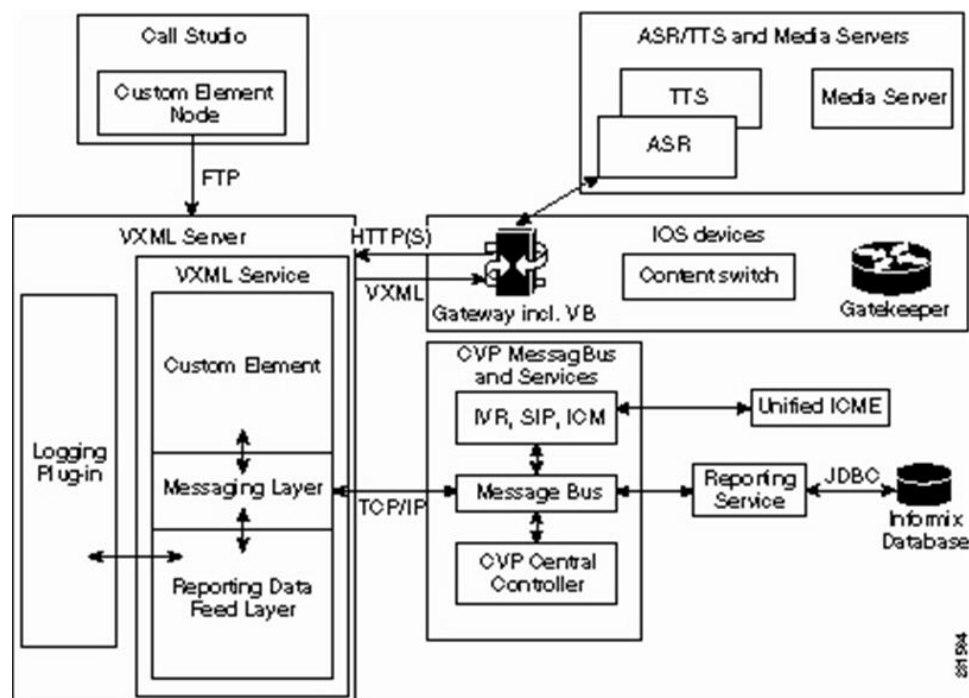 Call Studio
Custom Element
Node
FTP
ASR/TTS and Media Servers
TTS
ASR
Media Server
VXML Server
HTTP(S)
VXML
VXML Service
Custom Element
Messaging Layer
Reporting Data
Feed Layer
Logging
Plug-in
IOS devices
Content switch
Gateway incl. VB
Gatekeeper
CVP MessagBus
and Services
IVR, SIP, ICM
Message Bus
CVP Central
Controller
TCP/IP
Unified ICME
Reporting
Service
JDBC
Informix
Database
281584